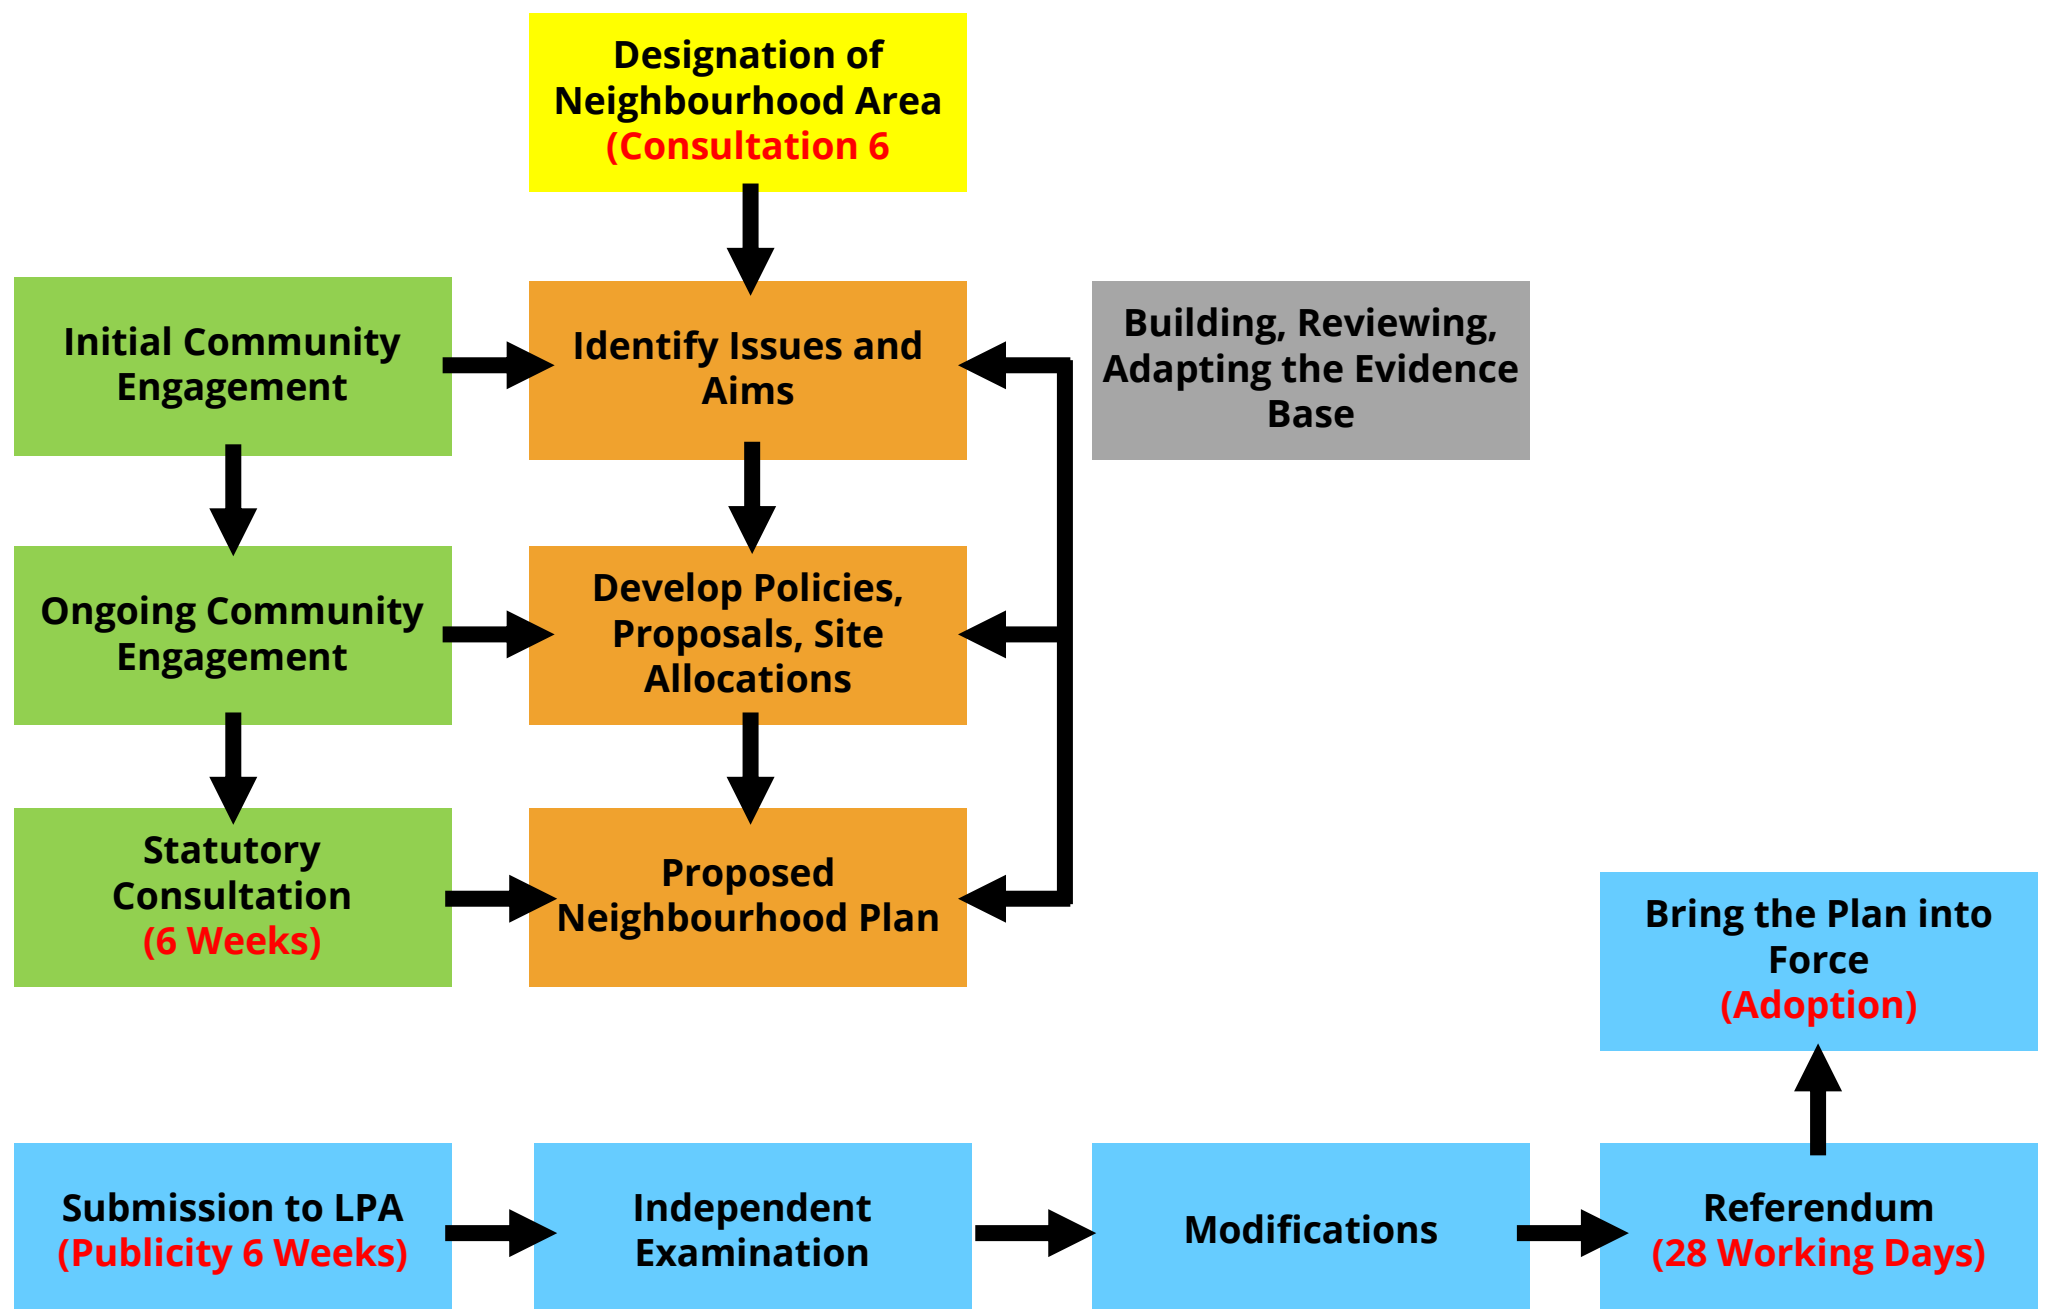 Designation of
Neighbourhood Area
(Consultation 6
Initial Community
Engagement
Identify Issues and
Aims
Building, Reviewing,
Adapting the Evidence
Base
Ongoing Community
Engagement
Develop Policies,
Proposals, Site
Allocations
Statutory
Consultation
(6 Weeks)
Proposed
Neighbourhood Plan
Bring the Plan into
Force
(Adoption)
Submission to LPA
(Publicity 6 Weeks)
Independent
Examination
Modifications
Referendum
(28 Working Days)